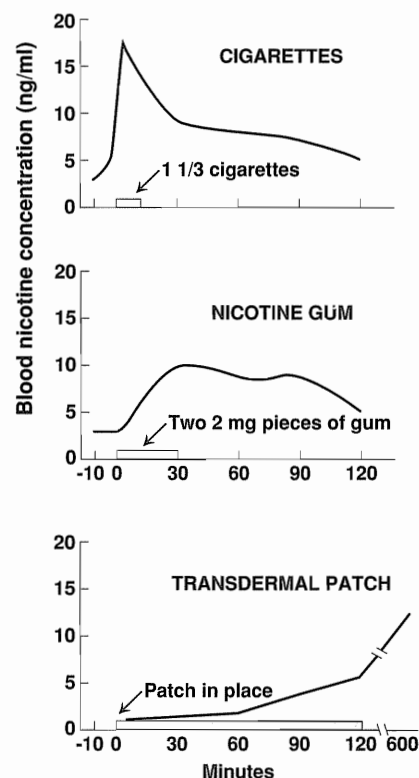 Blood nicotine concentration (ng/ml)
20
15
10
5
0
CIGARETTES
1 1/3 cigarettes
20
15
10
5
0
NICOTINE GUM
Two 2 mg pieces of gum
-10 0 30 60 90 120
20
15
10
5
0
TRANSDERMAL PATCH
Patch in place
-10 0 30 60 90 120 600
Minutes